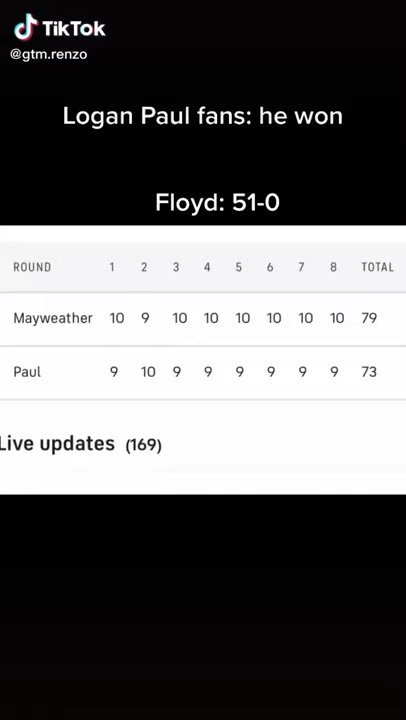 TikTok
@gtm.renzo
Logan Paul fans: he won
Floyd: 51-0
ROUND 1 2 3 4 5 6 7 8 TOTAL
Mayweather 10 9 10 10 10 10 10 10 79
Paul 9 10 9 9 9 9 9 9 73
Live updates (169)